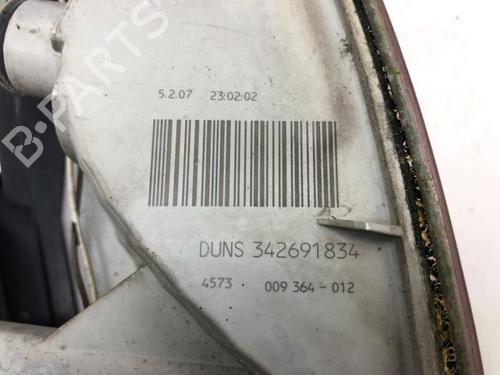 B-PARTS
5.2.07 23:02:02
DUNS 342691834
4573 009 364 - 012